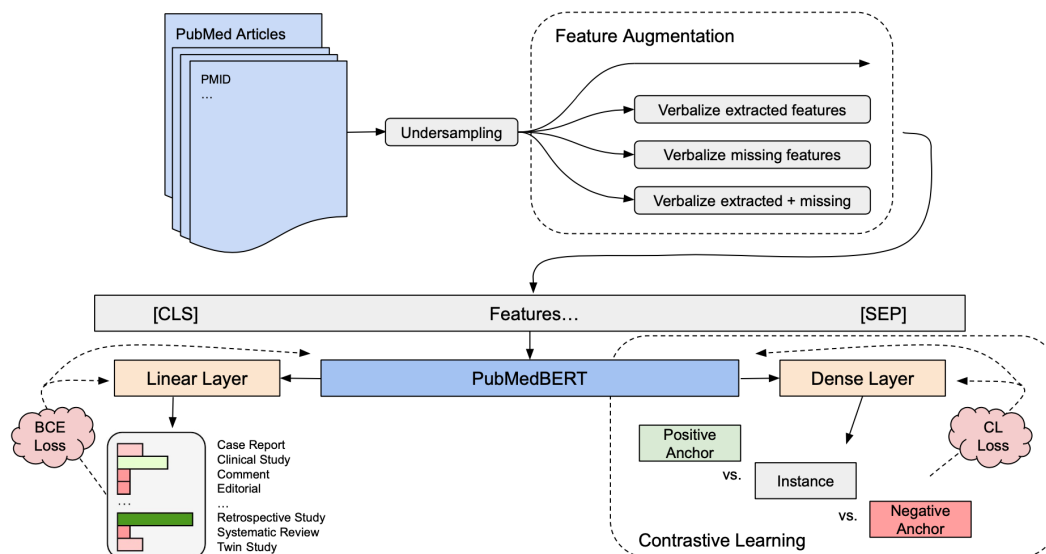 PubMed Articles
PMID
...
Undersampling
Feature Augmentation
Verbalize extracted features
Verbalize missing features
Verbalize extracted + missing
[CLS] Features... [SEP]
Linear Layer
PubMedBERT
Dense Layer
BCE
Loss
Case Report
Clinical Study
Comment
Editorial
... ...
Retrospective Study
Systematic Review
Twin Study
Positive
Anchor
vs.
Instance
vs.
Negative
Anchor
CL
Loss
Contrastive Learning